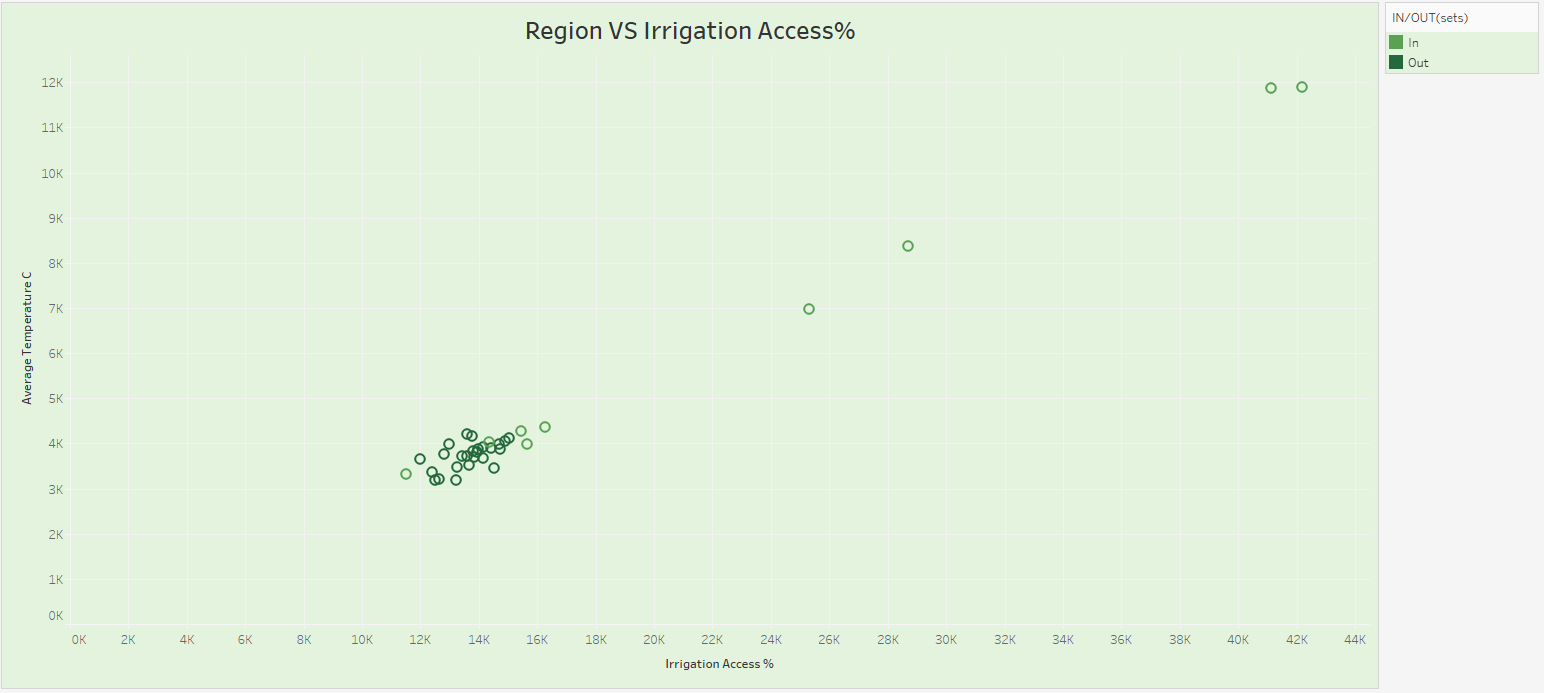 Region VS Irrigation Access%
IN/OUT(sets)
In
Out
12K
11K
10K
9K
8K
7K
6K
5K
4K
3K
2K
1K
0K
Average Temperature C
0K 2K 4K 6K 8K 10K 12K 14K 16K 18K 20K 22K 24K 26K 28K 30K 32K 34K 36K 38K 40K 42K 44K
Irrigation Access %